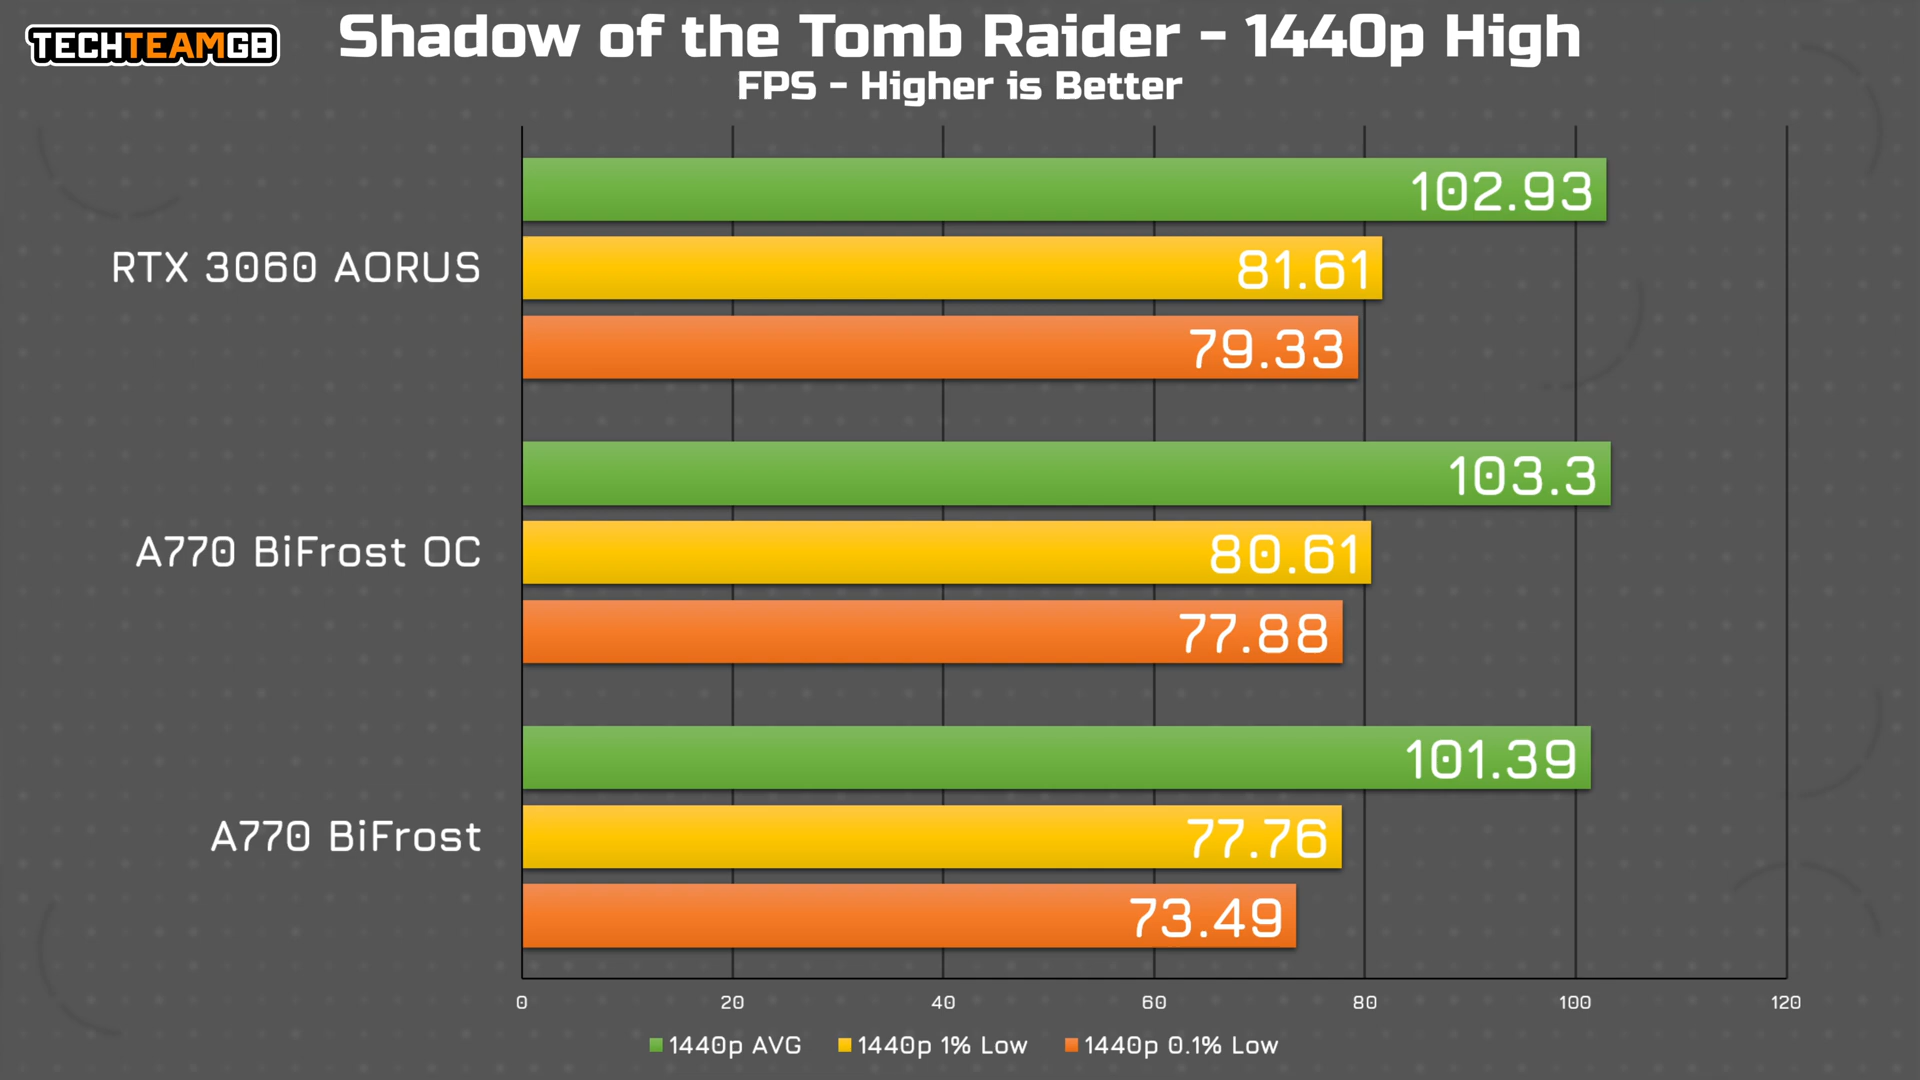 TECHTEAMGB
Shadow of the Tomb Raider - 1440p High
FPS - Higher is Better
RTX 3060 AORUS
102.93
81.61
79.33
A770 BiFrost OC
103.3
80.61
77.88
A770 BiFrost
101.39
77.76
73.49
0 20 40 60 80 100 120
1440p AVG 1440p 1% Low 1440p 0.1% Low